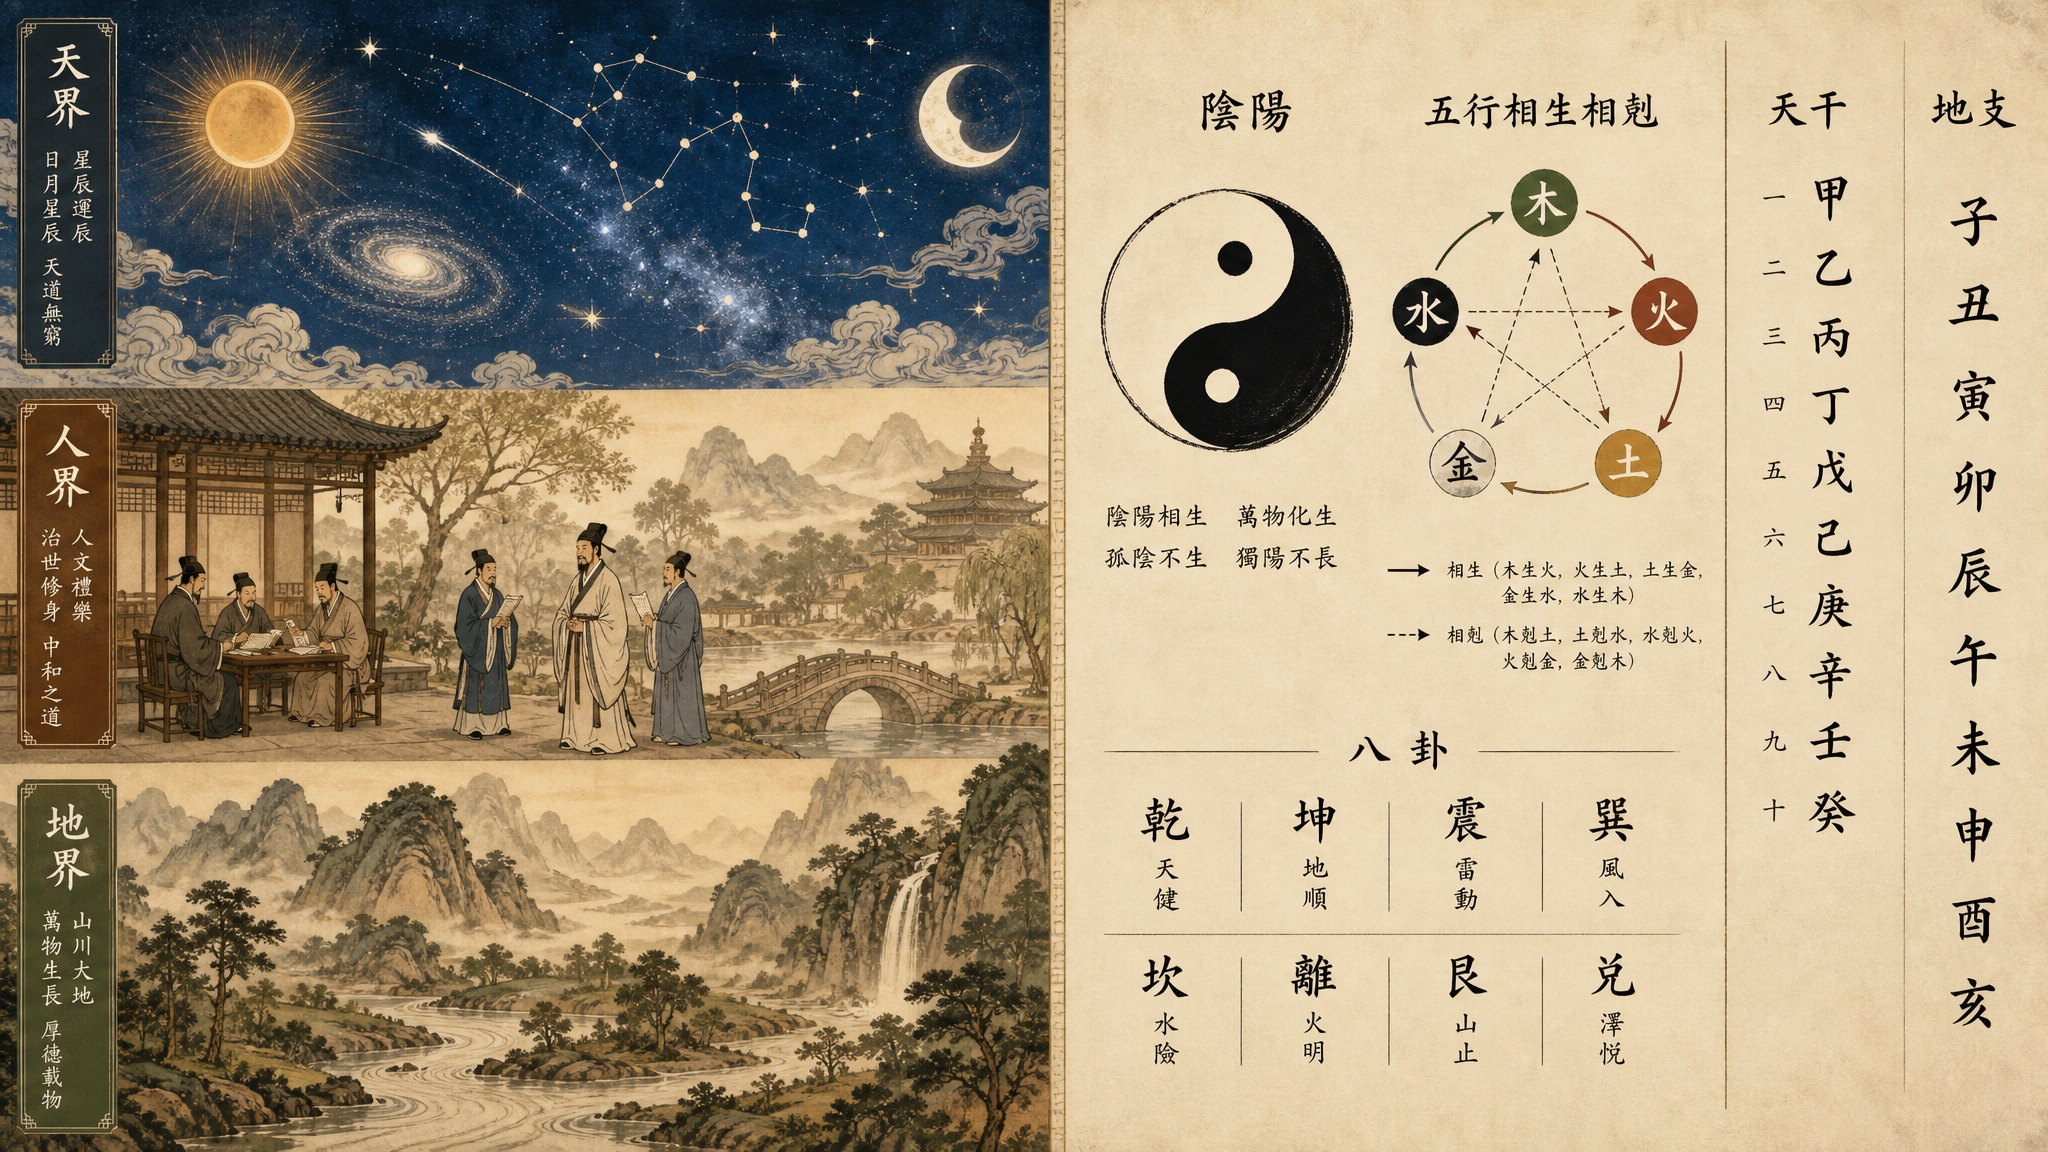 天界
星辰運辰
日月星辰 天道無窮
人界
人文禮樂
治世修身 中和之道
地界
山川大地
萬物生長 厚德載物
陰陽
陰陽相生 萬物化生
孤陰不生 獨陽不長
五行相生相剋
木
火
土
金
水
相生（木生火, 火生土, 土生金,
金生水, 水生木）
相剋（木剋土, 土剋水, 水剋火,
火剋金, 金剋木）
八卦
乾
天健
坤
地順
震
雷動
巽
風入
坎
水險
離
火明
艮
山止
兌
澤悅
天干
一 甲
二 乙
三 丙
四 丁
五 戊
六 己
七 庚
八 辛
九 壬
十 癸
地支
子
丑
寅
卯
辰
午
未
申
酉
亥